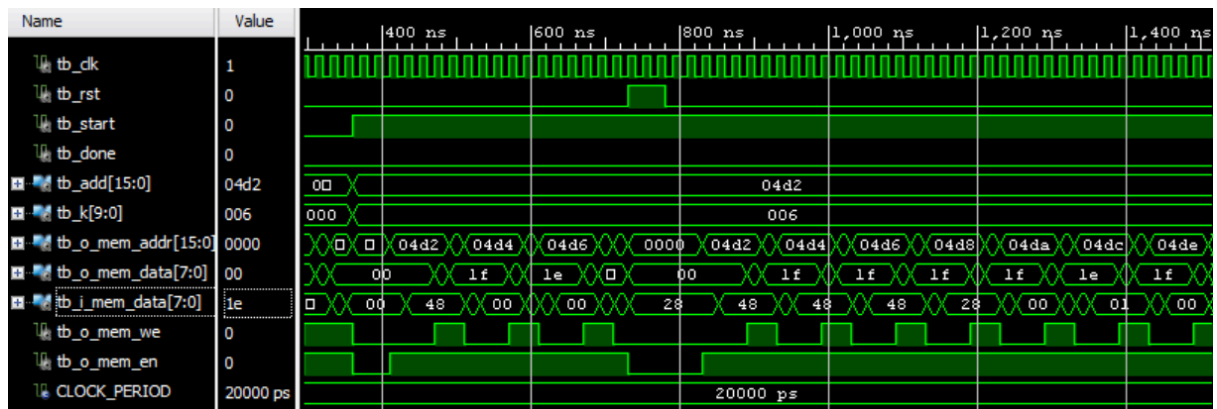 Name Value
400 ns 600 ns 800 ns 1,000 ns 1,200 ns 1,400 ns
tb_clk 1
tb_rst 0
tb_start 0
tb_done 0
tb_add[15:0] 04d2 0 04d2
tb_k[9:0] 006 000 006
tb_o_mem_addr[15:0] 0000 04d2 04d4 04d6 0000 04d2 04d4 04d6 04d8 04da 04dc 04de
tb_o_mem_data[7:0] 00 00 1f 1e 00 1f 1f 1f 1f 1e 1f
tb_i_mem_data[7:0] 1e 00 48 00 00 28 48 48 48 28 00 01 00
tb_o_mem_we 0
tb_o_mem_en 0
CLOCK_PERIOD 20000 ps 20000 ps